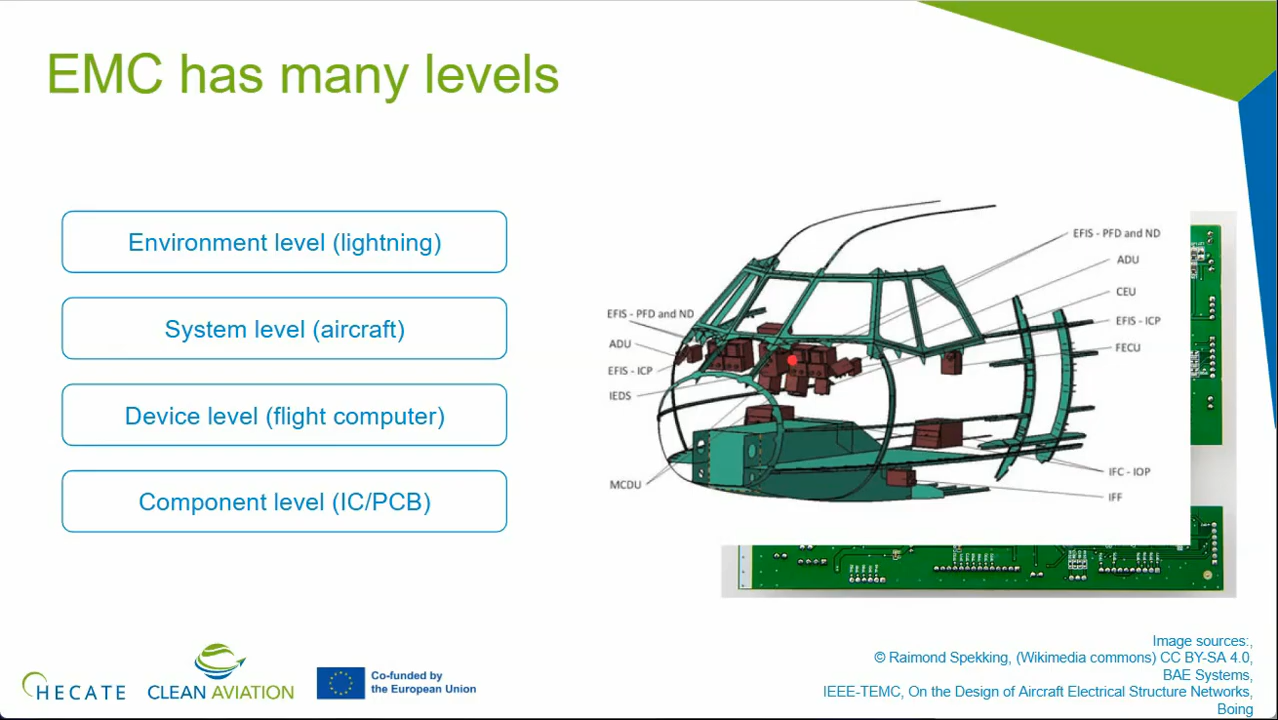 EMC has many levels
Environment level (lightning)
System level (aircraft)
Device level (flight computer)
Component level (IC/PCB)
EFIS - PFD and ND
ADU
CEU
EFIS - ICP
FECU
EFIS - PFD and ND
ADU
EFIS - ICP
IEDS
MCDU
IFC - IOP
IFF
HECATE
CLEAN AVIATION
Co-funded by
the European Union
Image sources:,
© Raimond Spekking, (Wikimedia commons) CC BY-SA 4.0,
BAE Systems,
IEEE-TEMC, On the Design of Aircraft Electrical Structure Networks,
Boing